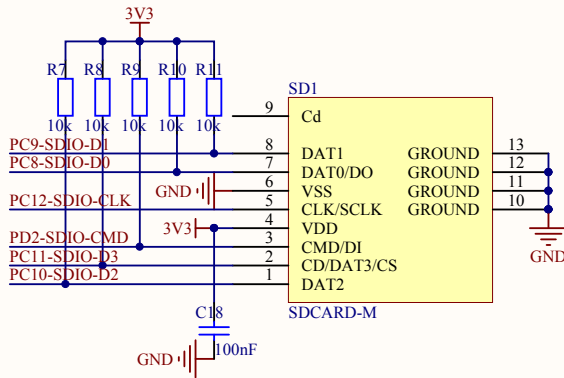 3V3
R7 R8 R9 R10 R11
10k 10k 10k 10k 10k
SD1
9 Cd
PC9-SDIO-D1 8 DAT1 GROUND 13
PC8-SDIO-D0 7 DAT0/DO GROUND 12
GND 6 VSS GROUND 11
PC12-SDIO-CLK 5 CLK/SCLK GROUND 10
3V3 4 VDD
PD2-SDIO-CMD 3 CMD/DI
GND
PC11-SDIO-D3 2 CD/DAT3/CS
PC10-SDIO-D2 1 DAT2
C18
SDCARD-M
100nF
GND